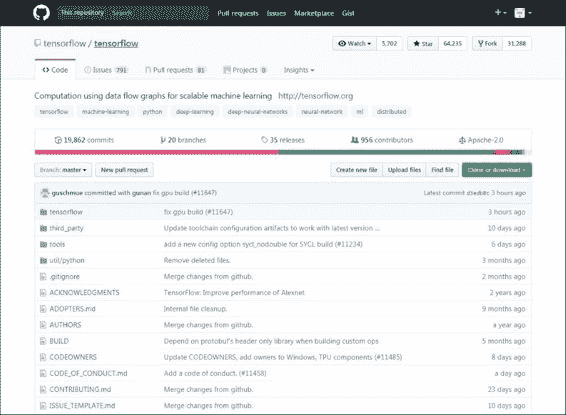 This repository Search Pull requests Issues Marketplace Gist
tensorflow / tensorflow Watch 5,702 Star 64,235 Fork 31,288
Code Issues 791 Pull requests 81 Projects 0 Insights
Computation using data flow graphs for scalable machine learning http://tensorflow.org
tensorflow machine-learning python deep-learning deep-neural-networks neural-network ml distributed
19,862 commits 20 branches 35 releases 956 contributors Apache-2.0
Branch: master New pull request Create new file Upload files Find file Clone or download
guschmue committed with gunan fix gpu build (#11647) Latest commit 3 hours ago
tensorflow fix gpu build (#11647) 3 hours ago
third_party Update toolchain configuration artifacts to work with latest version ... 10 days ago
tools add a new config option sycl_nodouble for SYCL build (#11234) 6 days ago
util/python Remove deleted files. 3 months ago
.gitignore Merge changes from github. 2 months ago
ACKNOWLEDGMENTS TensorFlow: Improve performance of Alexnet 2 years ago
ADOPTERS.md Internal file cleanup. 9 months ago
AUTHORS Merge changes from github. a year ago
BUILD Depend on protobuf's header only library when building custom ops 5 months ago
CODEOWNERS Update CODEOWNERS, add owners to Windows, TPU components (#11485) 8 days ago
CODE_OF_CONDUCT.md Add a code of conduct. (#11458) a day ago
CONTRIBUTING.md Merge changes from github. 23 days ago
ISSUE_TEMPLATE.md Merge changes from github. 10 days ago